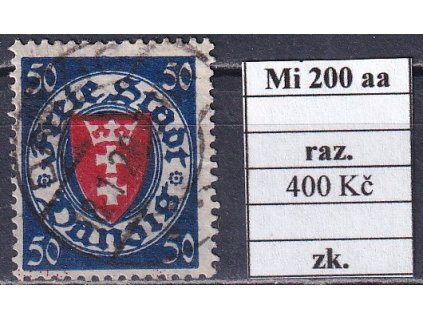 50 50
Freie Stadt
Danzig
50 50
Mi 200 aa
raz.
400 Kč
zk.